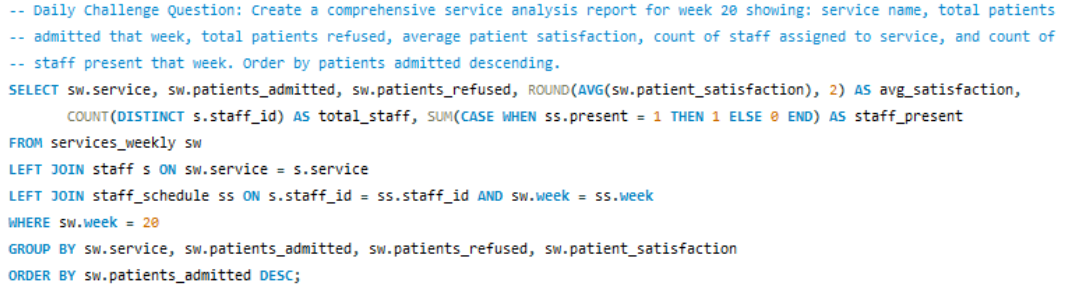 -- Daily Challenge Question: Create a comprehensive service analysis report for week 20 showing: service name, total patients
-- admitted that week, total patients refused, average patient satisfaction, count of staff assigned to service, and count of
-- staff present that week. Order by patients admitted descending.
SELECT sw.service, sw.patients_admitted, sw.patients_refused, ROUND(AVG(sw.patient_satisfaction), 2) AS avg_satisfaction,
COUNT(DISTINCT s.staff_id) AS total_staff, SUM(CASE WHEN ss.present = 1 THEN 1 ELSE 0 END) AS staff_present
FROM services_weekly sw
LEFT JOIN staff s ON sw.service = s.service
LEFT JOIN staff_schedule ss ON s.staff_id = ss.staff_id AND sw.week = ss.week
WHERE sw.week = 20
GROUP BY sw.service, sw.patients_admitted, sw.patients_refused, sw.patient_satisfaction
ORDER BY sw.patients_admitted DESC;